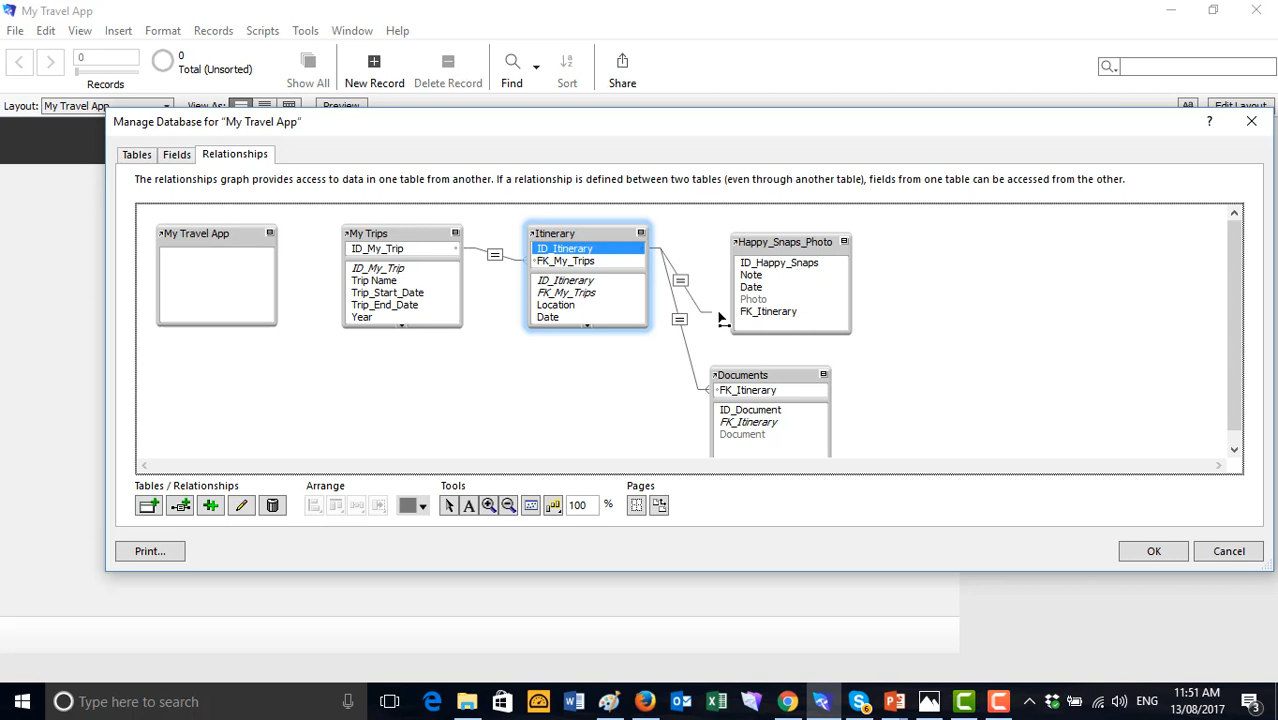 My Travel App
File Edit View Insert Format Records Scripts Tools Window Help
0
0
Total (Unsorted)
Records
Show All New Record Delete Record Find Sort Share
Layout: My Travel App View As: Preview Aa Edit Layout
Manage Database for "My Travel App" ?
Tables Fields Relationships
The relationships graph provides access to data in one table from another. If a relationship is defined between two tables (even through another table), fields from one table can be accessed from the other.
My Travel App
My Trips
ID_My_Trip
ID_My_Trip
Trip Name
Trip_Start_Date
Trip_End_Date
Year
Itinerary
ID_Itinerary
FK_My_Trips
ID_Itinerary
FK_My_Trips
Location
Date
Happy_Snaps_Photo
ID_Happy_Snaps
Note
Date
Photo
FK_Itinerary
Documents
FK_Itinerary
ID_Document
FK_Itinerary
Document
Tables / Relationships Arrange Tools Pages
A 100 %
Print... OK Cancel
Type here to search
ENG
11:51 AM
13/08/2017
3